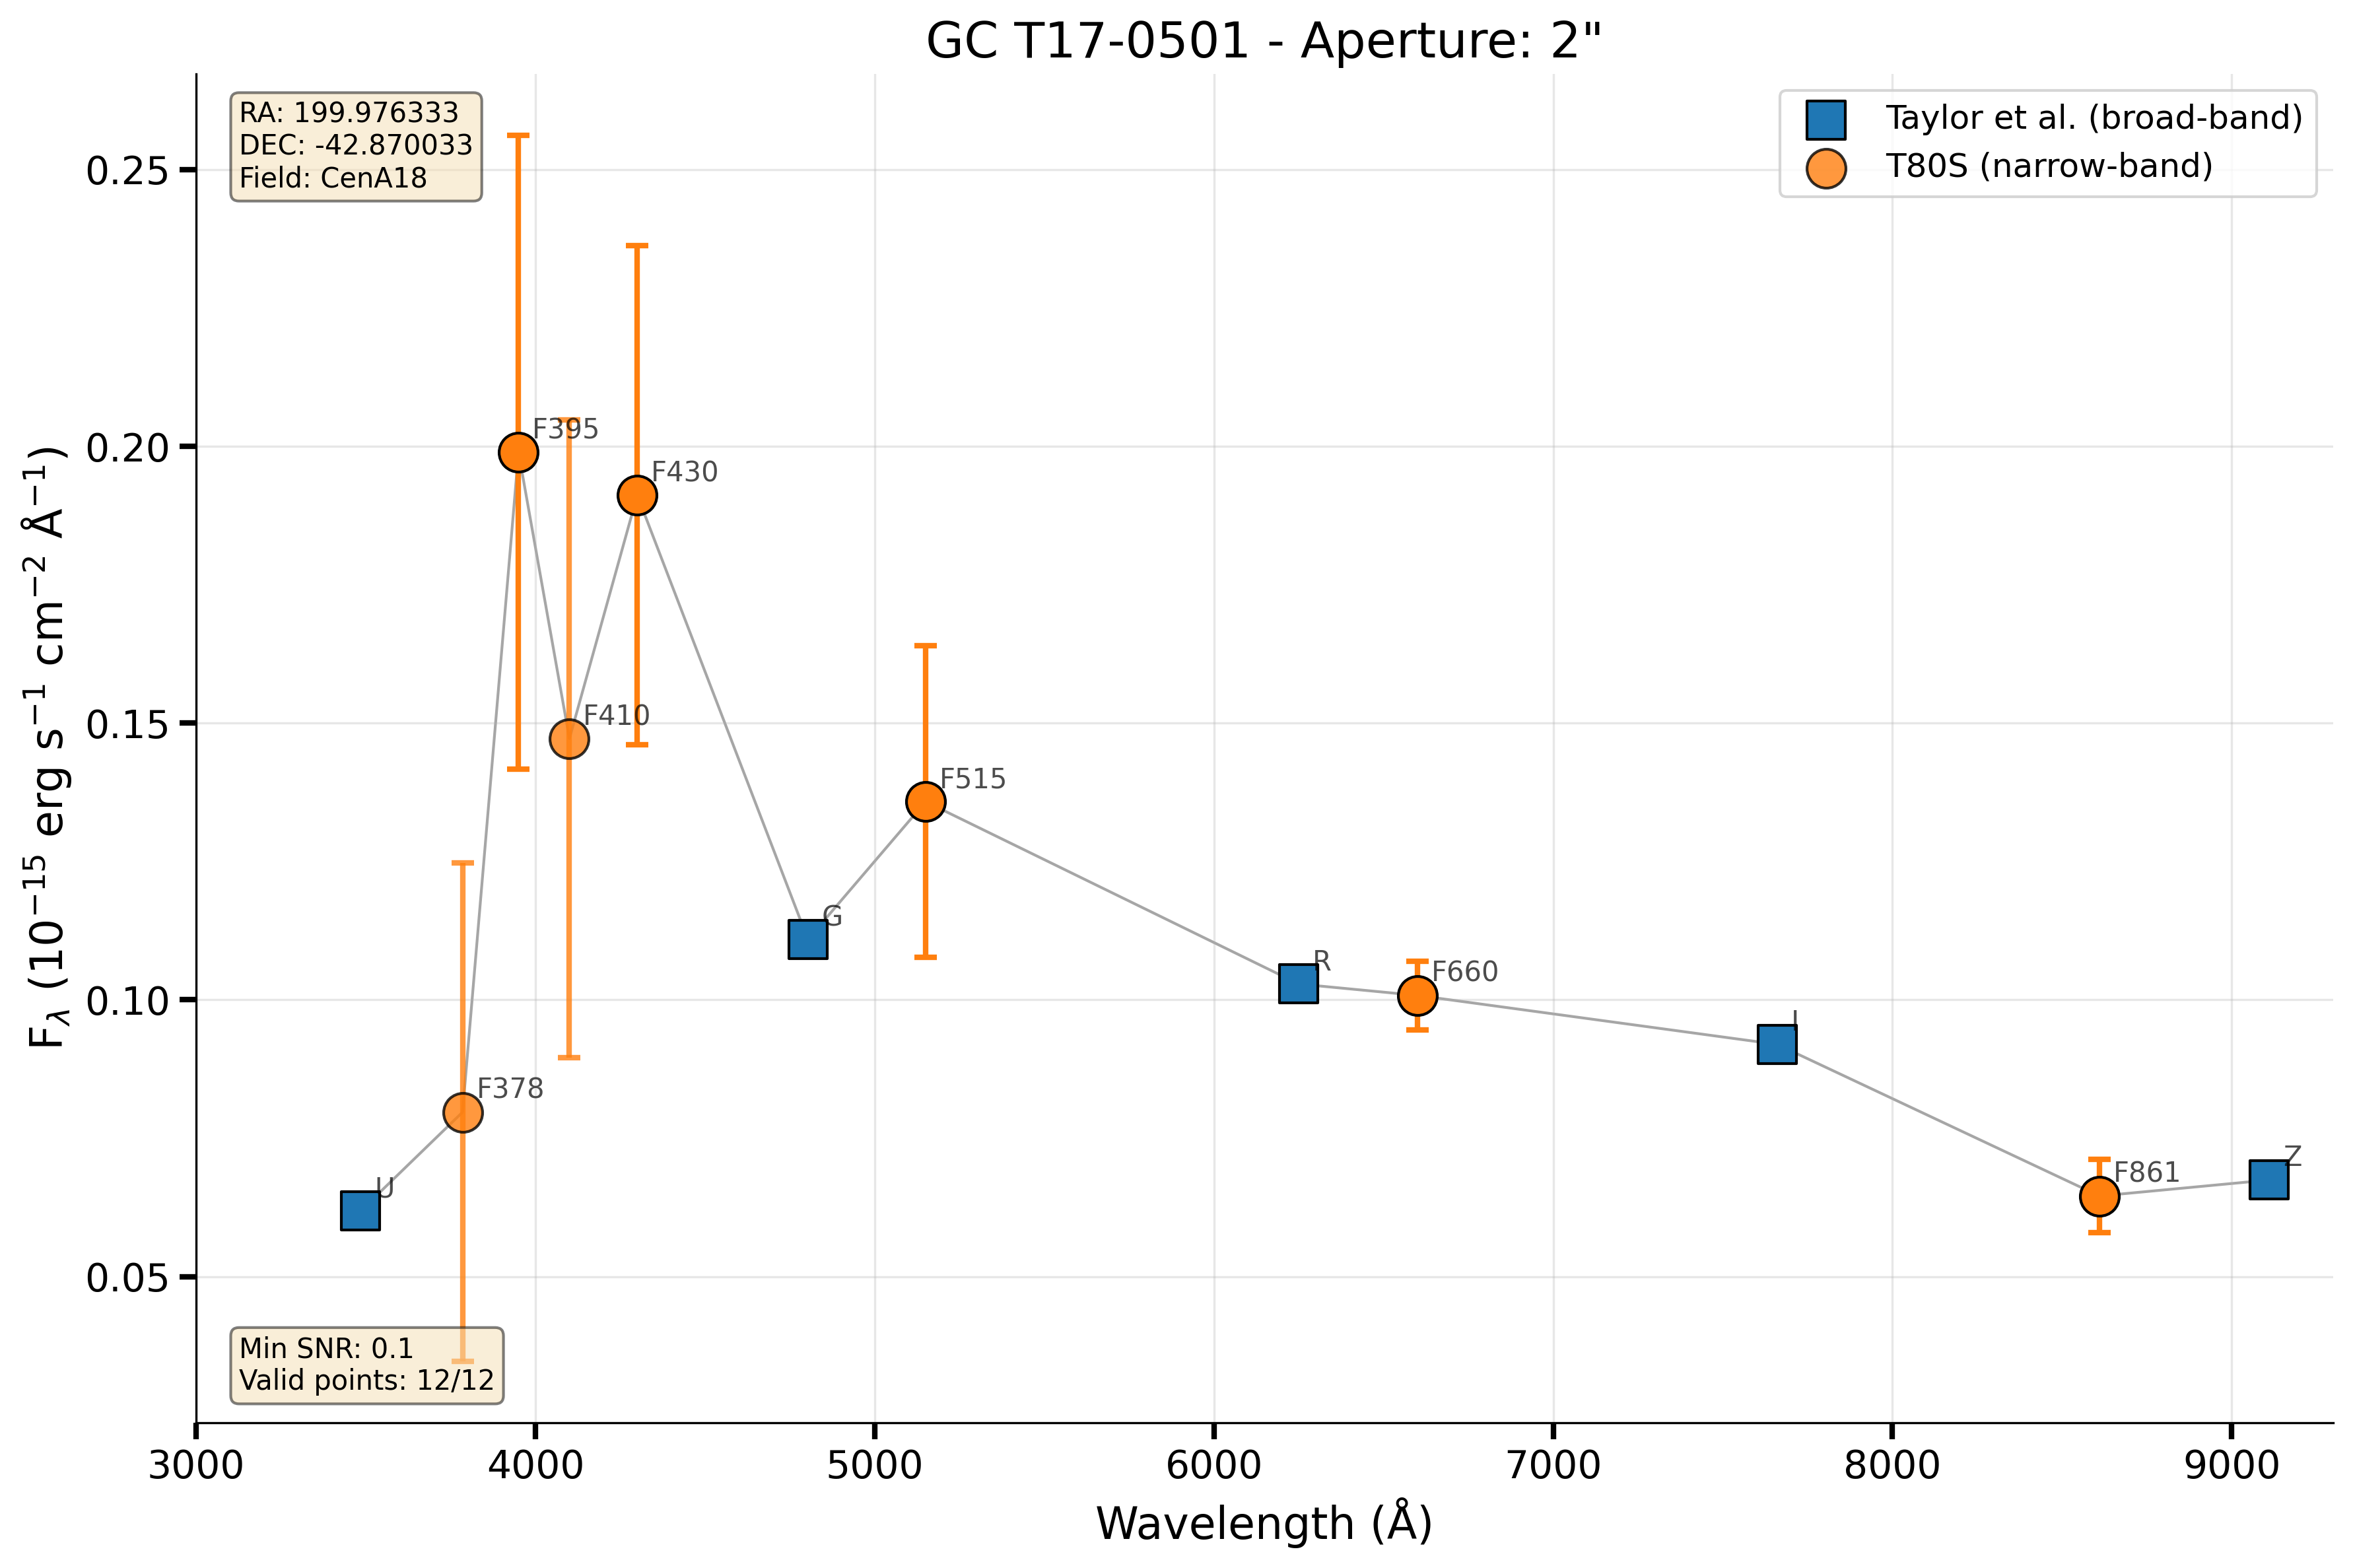 GC T17-0501 - Aperture: 2"
RA: 199.976333
DEC: -42.870033
Field: CenA18
Taylor et al. (broad-band)
T80S (narrow-band)
F395
F430
F410
F515
G
R
F660
I
F378
U
F861
Z
Min SNR: 0.1
Valid points: 12/12
0.25
0.20
0.15
0.10
0.05
F_λ (10⁻¹⁵ erg s⁻¹ cm⁻² Å⁻¹)
3000 4000 5000 6000 7000 8000 9000
Wavelength (Å)